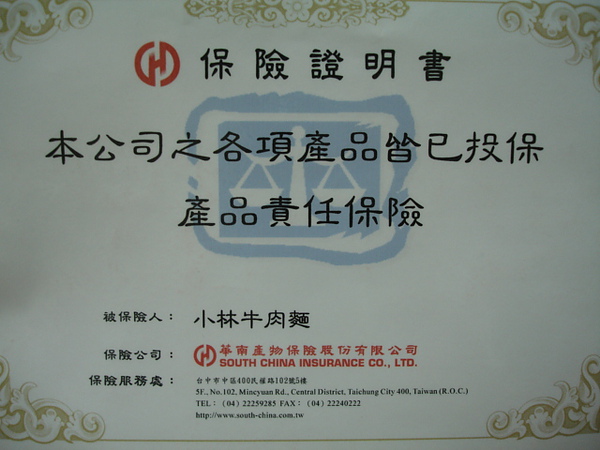 保險證明書
本公司之各項產品皆已投保
產品責任保險
被保險人： 小林牛肉麵
保險公司： 華南產物保險股份有限公司
SOUTH CHINA INSURANCE CO., LTD.
保險服務處： 台中市中區400民權路102號5樓
5F., No.102, Mincyuan Rd., Central District, Taichung City 400, Taiwan (R.O.C.)
TEL：(04) 22259285 FAX：(04) 22240222
http://www.south-china.com.tw